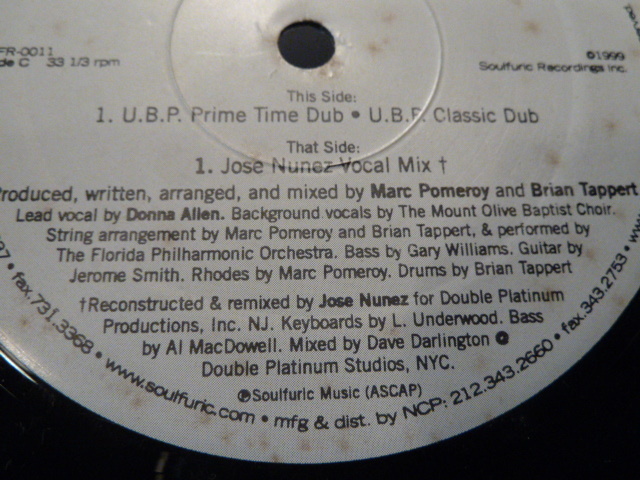 FR-0011
de C 33 1/3 rpm
©1999
Soulfuric Recordings Inc.
This Side:
1. U.B.P. Prime Time Dub • U.B.P. Classic Dub
That Side:
1. Jose Nunez Vocal Mix †
roduced, written, arranged, and mixed by Marc Pomeroy and Brian Tappert
Lead vocal by Donna Allen. Background vocals by The Mount Olive Baptist Choir.
String arrangement by Marc Pomeroy and Brian Tappert, & performed by
The Florida Philharmonic Orchestra. Bass by Gary Williams. Guitar by
Jerome Smith. Rhodes by Marc Pomeroy. Drums by Brian Tappert
†Reconstructed & remixed by Jose Nunez for Double Platinum
Productions, Inc. NJ. Keyboards by L. Underwood. Bass
by Al MacDowell. Mixed by Dave Darlington @
Double Platinum Studios, NYC.
℗Soulfuric Music (ASCAP)
• fax.731.3368 • www.soulfuric.com • mfg & dist. by NCP: 212.343.2660 • fax.343.2753 •